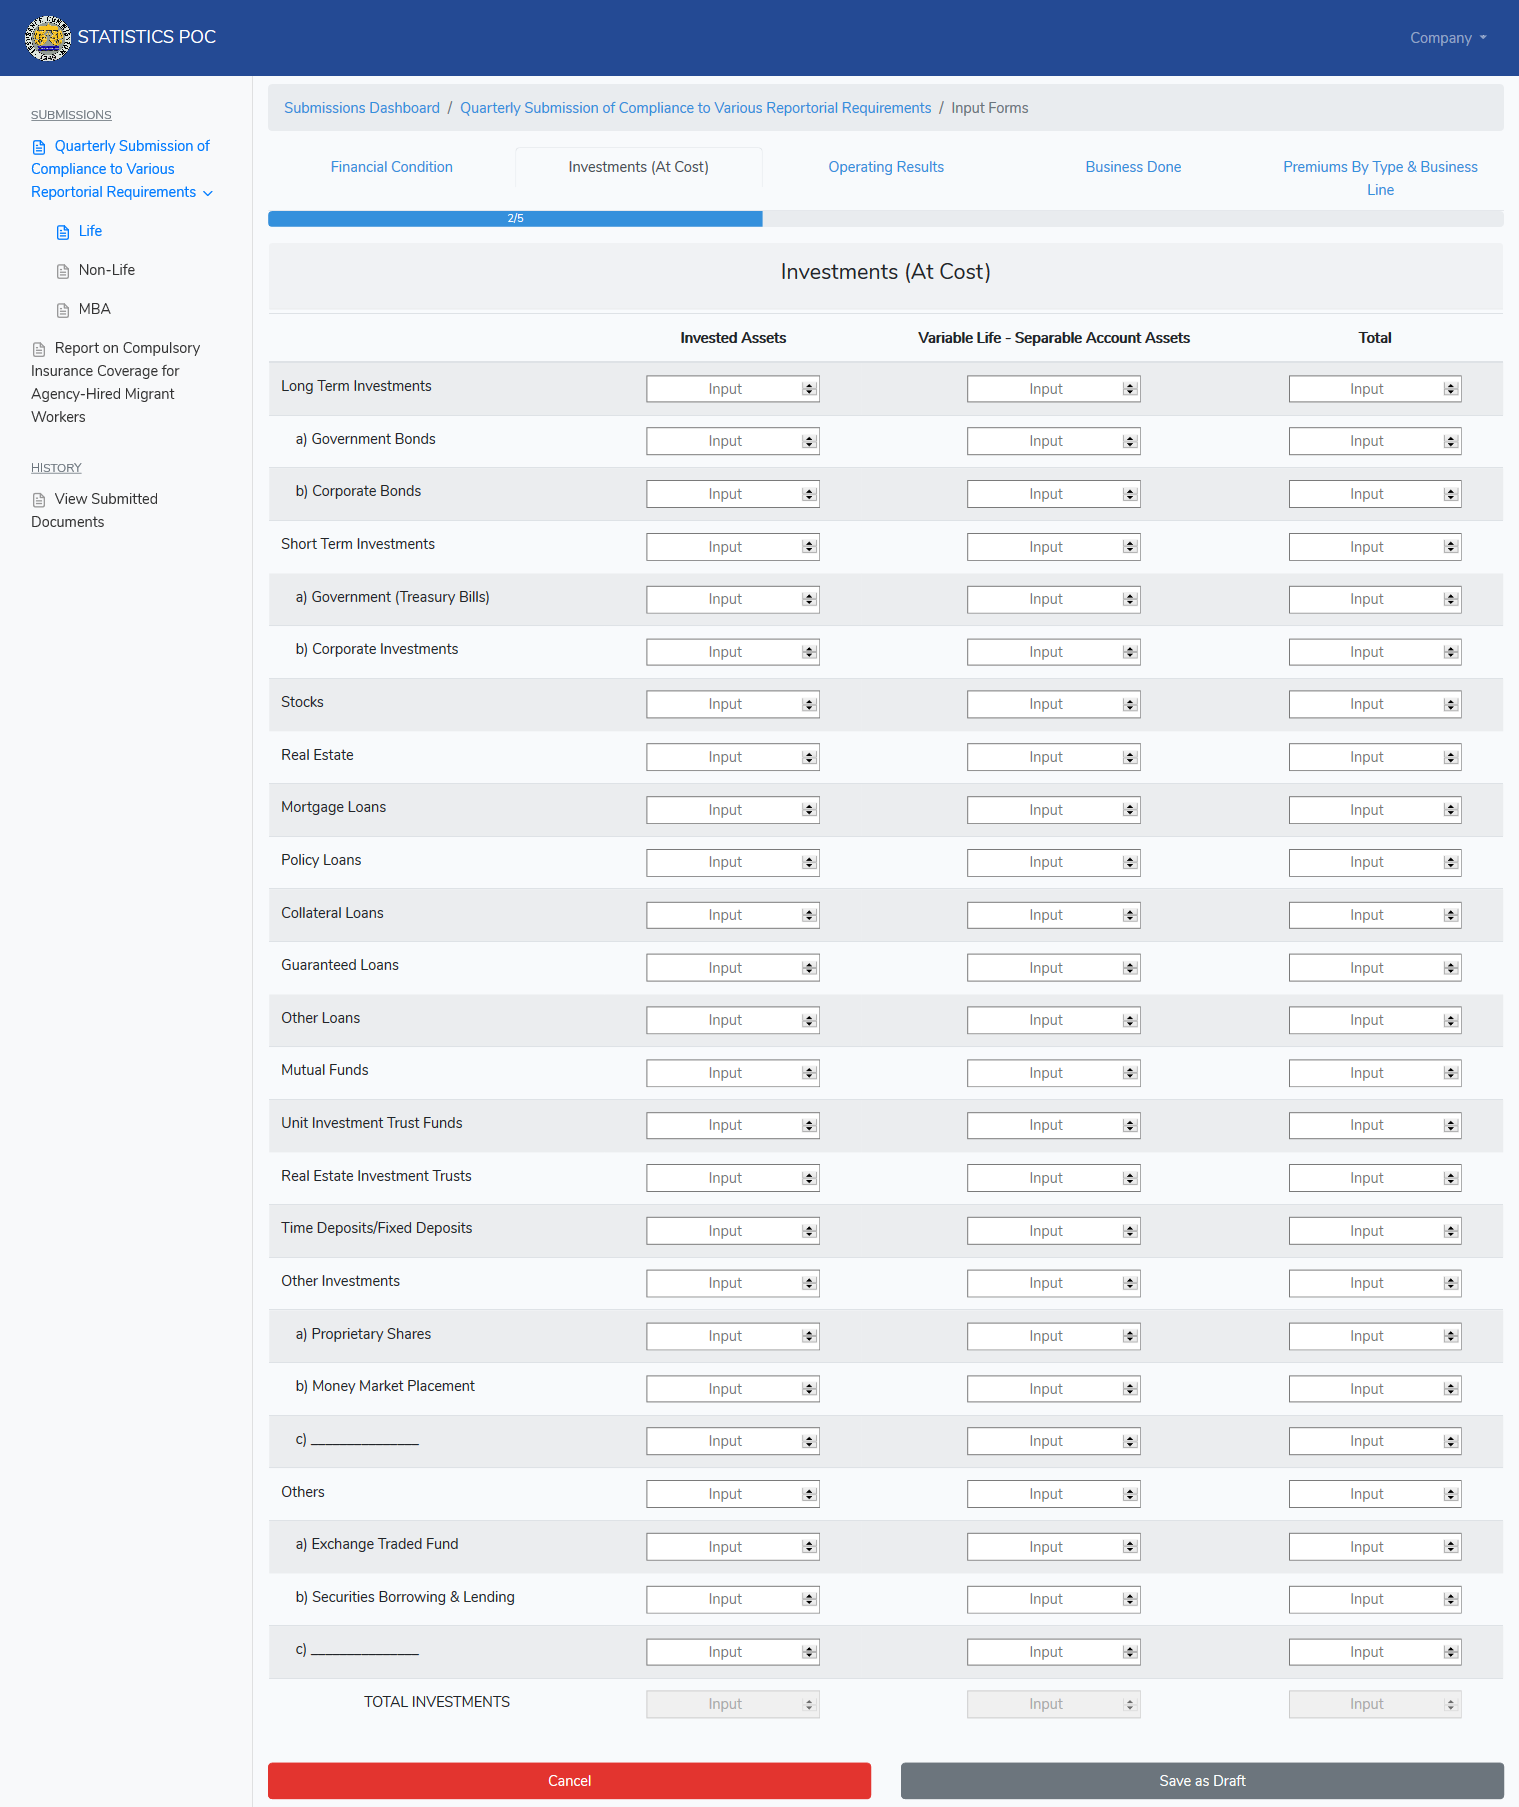 STATISTICS POC
Company
SUBMISSIONS
Quarterly Submission of
Compliance to Various
Reportorial Requirements
Life
Non-Life
MBA
Report on Compulsory
Insurance Coverage for
Agency-Hired Migrant
Workers
HISTORY
View Submitted
Documents
Submissions Dashboard / Quarterly Submission of Compliance to Various Reportorial Requirements / Input Forms
Financial Condition Investments (At Cost) Operating Results Business Done Premiums By Type & Business
Line
2/5
Investments (At Cost)
Invested Assets Variable Life - Separable Account Assets Total
Long Term Investments Input Input Input
a) Government Bonds Input Input Input
b) Corporate Bonds Input Input Input
Short Term Investments Input Input Input
a) Government (Treasury Bills) Input Input Input
b) Corporate Investments Input Input Input
Stocks Input Input Input
Real Estate Input Input Input
Mortgage Loans Input Input Input
Policy Loans Input Input Input
Collateral Loans Input Input Input
Guaranteed Loans Input Input Input
Other Loans Input Input Input
Mutual Funds Input Input Input
Unit Investment Trust Funds Input Input Input
Real Estate Investment Trusts Input Input Input
Time Deposits/Fixed Deposits Input Input Input
Other Investments Input Input Input
a) Proprietary Shares Input Input Input
b) Money Market Placement Input Input Input
c) _______________ Input Input Input
Others Input Input Input
a) Exchange Traded Fund Input Input Input
b) Securities Borrowing & Lending Input Input Input
c) _______________ Input Input Input
TOTAL INVESTMENTS Input Input Input
Cancel Save as Draft